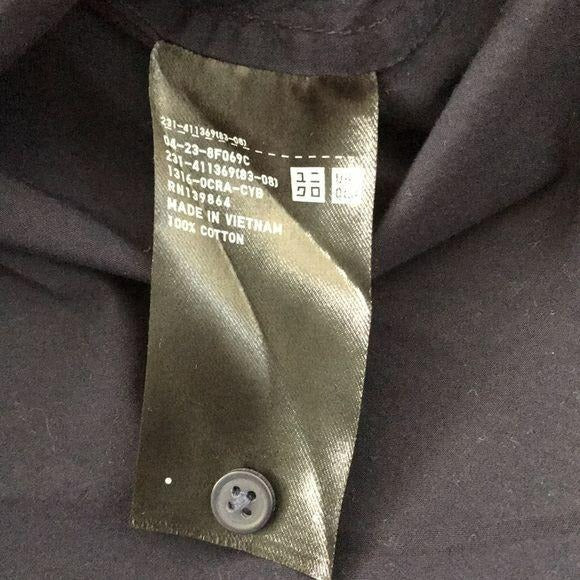 231-411369(83-08)
04-23-8F069C
231-411369(83-08)
1316-OCRA-CYB
RN139864
MADE IN VIETNAM
100% COTTON
ユニ
クロ